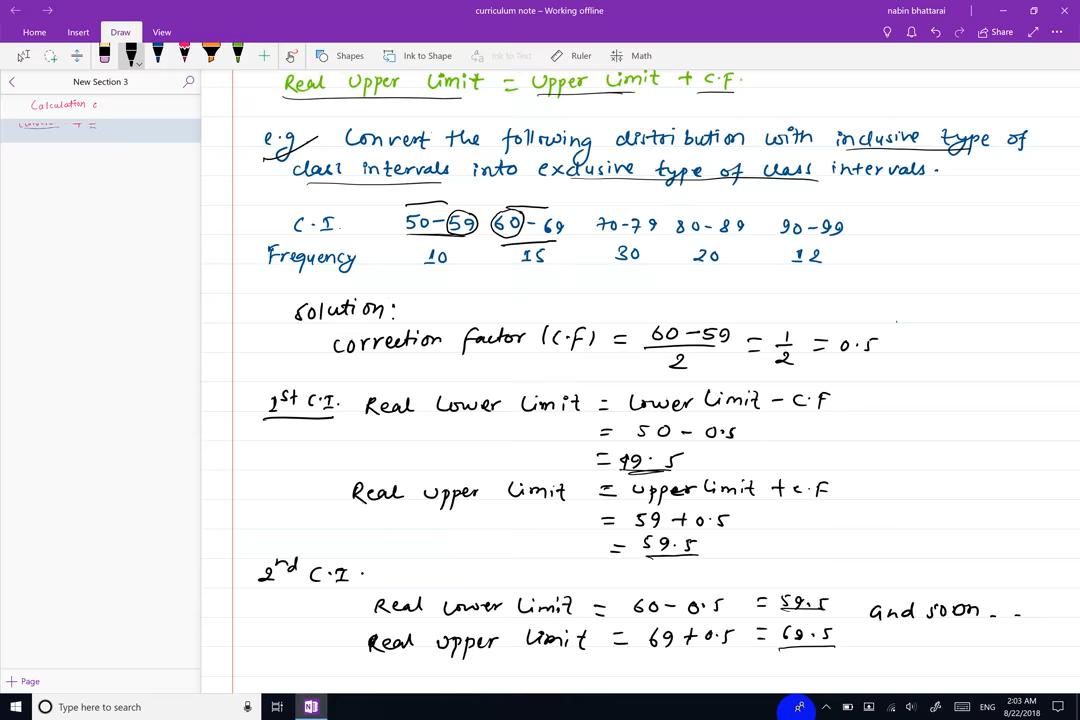 curriculum note – Working offline
nabin bhattarai
Home Insert Draw View
Share
Shapes Ink to Shape Ink to Text Ruler Math
New Section 3
Calculation c
Real Upper Limit = Upper Limit + C.F.
e.g Convert the following distribution with inclusive type of
class intervals into exclusive type of class intervals.
C.I. 50-59 60-69 70-79 80-89 90-99
Frequency 10 15 30 20 12
Solution:
Correction factor (C.F) = 60-59/2 = 1/2 = 0.5
1st C.I. Real Lower Limit = Lower Limit - C.F
= 50 - 0.5
= 49.5
Real upper limit = upper limit + C.F
= 59 + 0.5
= 59.5
2nd C.I.
Real Lower Limit = 60 - 0.5 = 59.5 and so on - -
Real upper limit = 69 + 0.5 = 69.5
+ Page
Type here to search
ENG
2:03 AM
8/22/2018